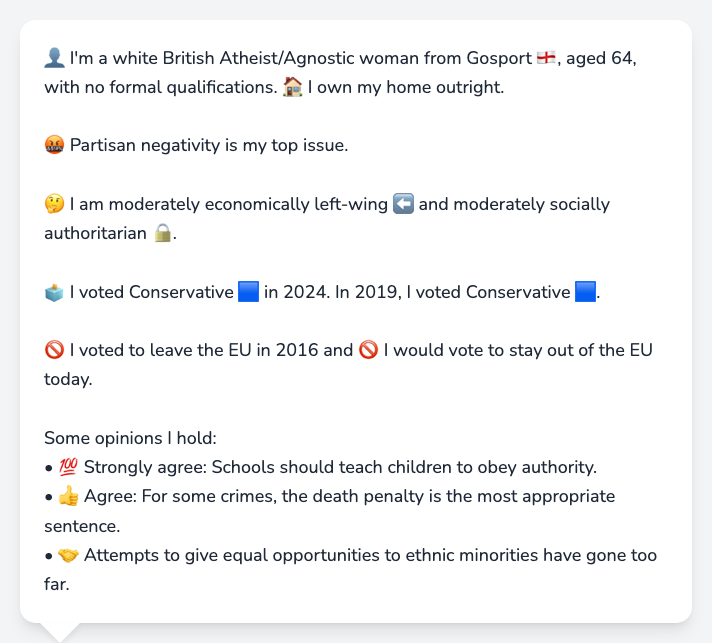 👤 I'm a white British Atheist/Agnostic woman from Gosport 🏴󠁧󠁢󠁥󠁮󠁧󠁿, aged 64,
with no formal qualifications. 🏠 I own my home outright.
🤬 Partisan negativity is my top issue.
🤔 I am moderately economically left-wing ⬅️ and moderately socially
authoritarian 🔒.
🗳️ I voted Conservative 🟦 in 2024. In 2019, I voted Conservative 🟦.
🚫 I voted to leave the EU in 2016 and 🚫 I would vote to stay out of the EU
today.
Some opinions I hold:
• 💯 Strongly agree: Schools should teach children to obey authority.
• 👍 Agree: For some crimes, the death penalty is the most appropriate
sentence.
• 🤝 Attempts to give equal opportunities to ethnic minorities have gone too
far.